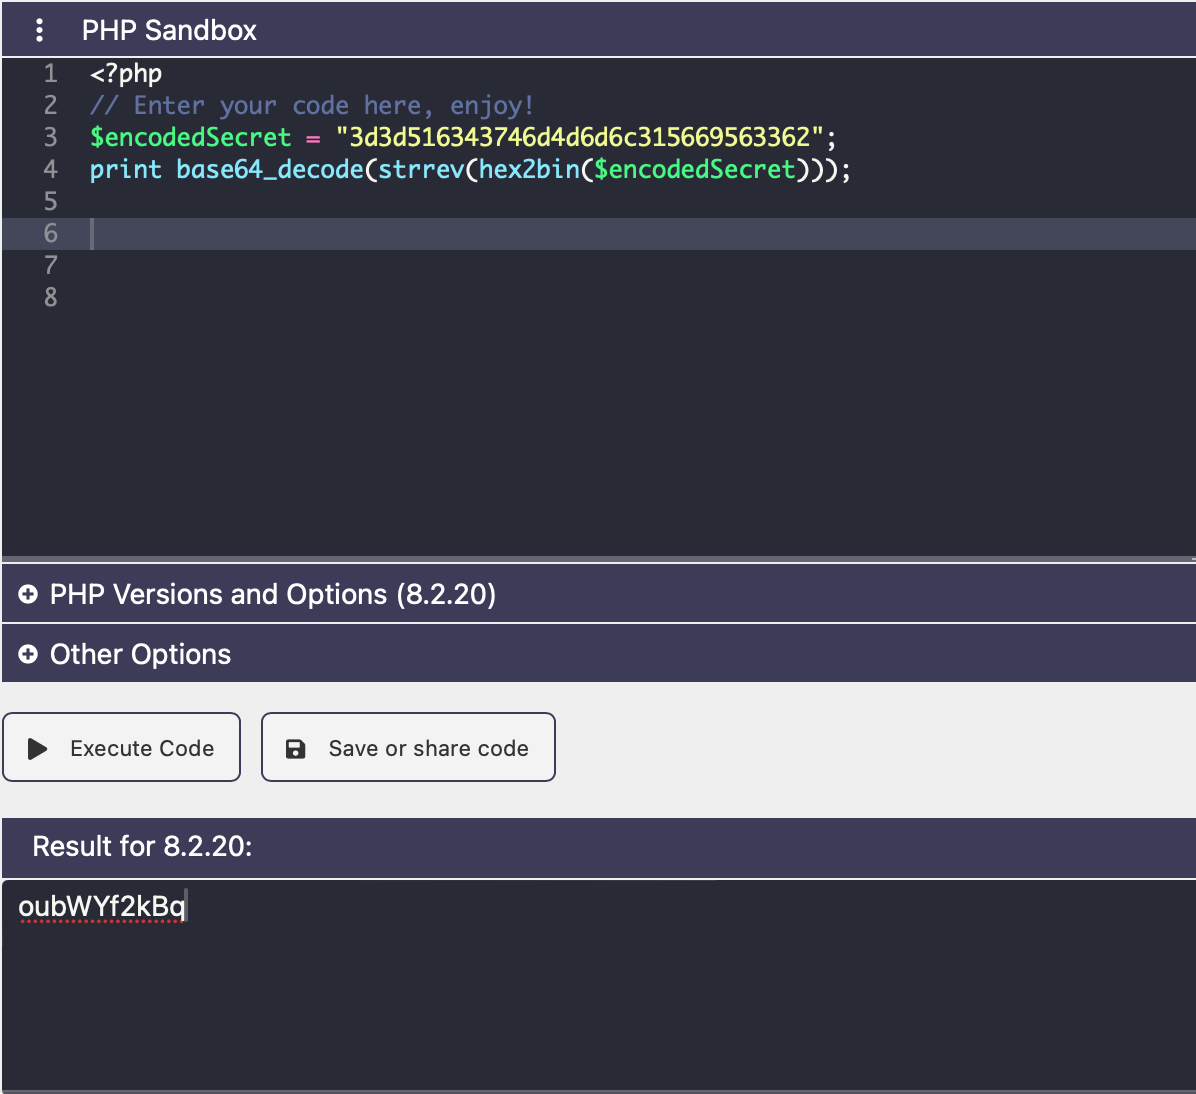 PHP Sandbox
1 <?php
2 // Enter your code here, enjoy!
3 $encodedSecret = "3d3d516343746d4d6d6c315669563362";
4 print base64_decode(strrev(hex2bin($encodedSecret)));
5
6
7
8
PHP Versions and Options (8.2.20)
Other Options
Execute Code Save or share code
Result for 8.2.20:
oubWYf2kBq